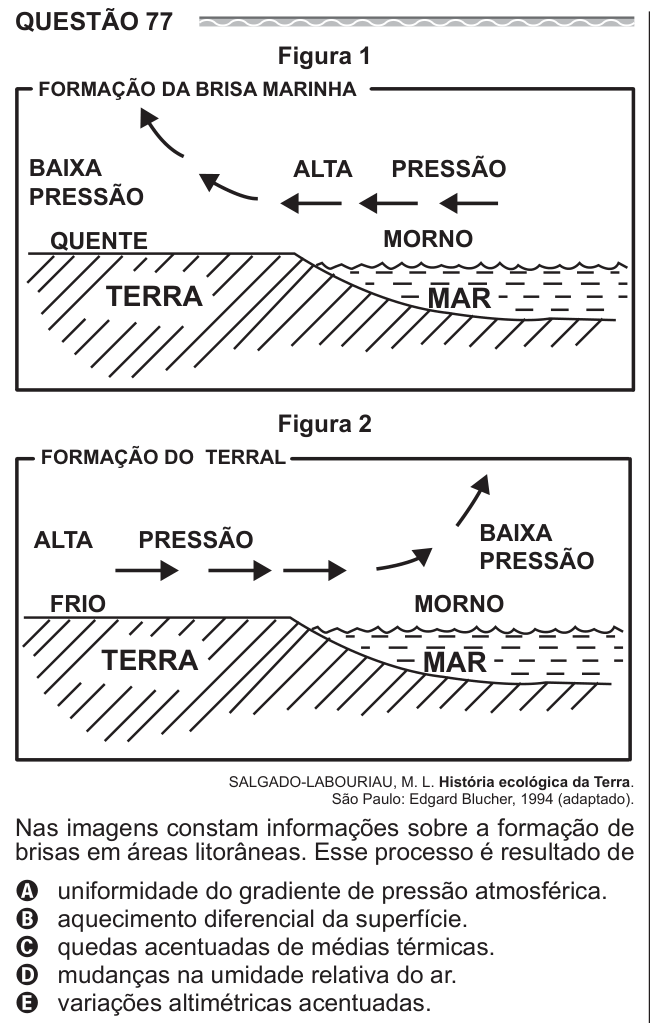 QUESTÃO 77
Figura 1
FORMAÇÃO DA BRISA MARINHA
BAIXA
PRESSÃO
ALTA PRESSÃO
QUENTE
MORNO
TERRA
MAR
Figura 2
FORMAÇÃO DO TERRAL
ALTA PRESSÃO
BAIXA
PRESSÃO
FRIO
MORNO
TERRA
MAR
SALGADO-LABOURIAU, M. L. História ecológica da Terra.
São Paulo: Edgard Blucher, 1994 (adaptado).
Nas imagens constam informações sobre a formação de
brisas em áreas litorâneas. Esse processo é resultado de
A uniformidade do gradiente de pressão atmosférica.
B aquecimento diferencial da superfície.
C quedas acentuadas de médias térmicas.
D mudanças na umidade relativa do ar.
E variações altimétricas acentuadas.